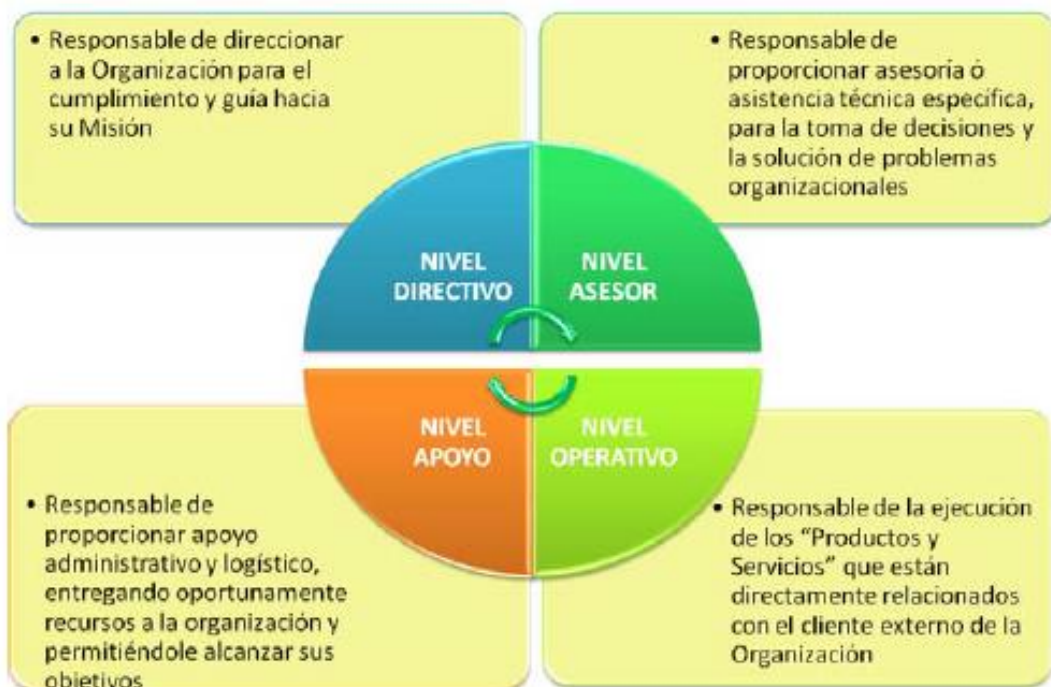 • Responsable de direccionar
a la Organización para el
cumplimiento y guía hacia
su Misión
• Responsable de
proporcionar asesoría ó
asistencia técnica específica,
para la toma de decisiones y
la solución de problemas
organizacionales
NIVEL
DIRECTIVO
NIVEL
ASESOR
NIVEL
APOYO
NIVEL
OPERATIVO
• Responsable de
proporcionar apoyo
administrativo y logístico,
entregando oportunamente
recursos a la organización y
permitiéndole alcanzar sus
objetivos
• Responsable de la ejecución
de los “Productos y
Servicios” que están
directamente relacionados
con el cliente externo de la
Organización